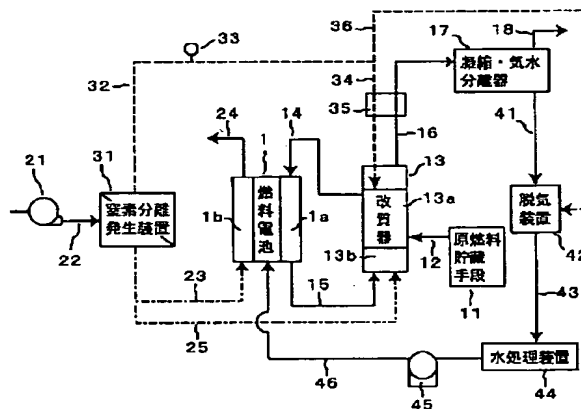 36
33
17
18
凝縮・気水
分離器
32
34
24
14
35
16
41
1
13
21
31
窒素分離
発生装置
22
1b
燃料電池
1a
改質器
13a
13b
12
原燃料
貯蔵
手段
11
脱気
装置
42
23
25
15
43
46
45
水処理装置
44